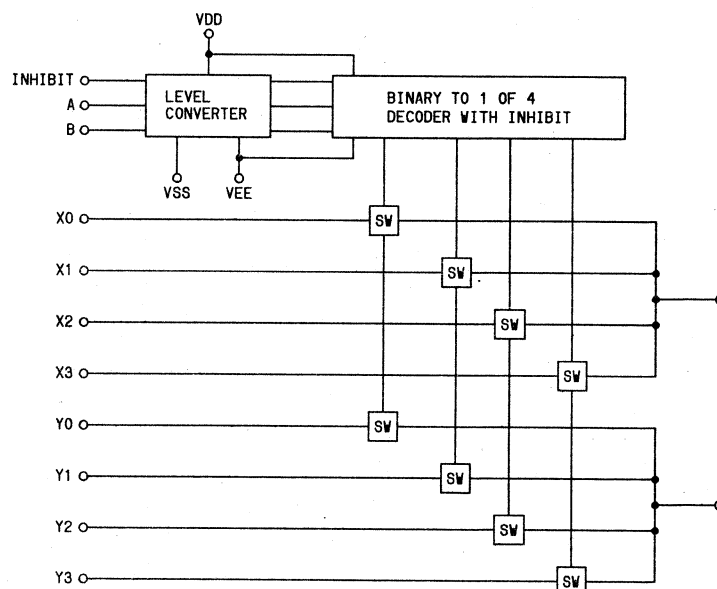 VDD
INHIBIT
A
B
LEVEL
CONVERTER
BINARY TO 1 OF 4
DECODER WITH INHIBIT
VSS
VEE
X0
SW
X1
SW
X2
SW
X3
SW
Y0
SW
Y1
SW
Y2
SW
Y3
SW